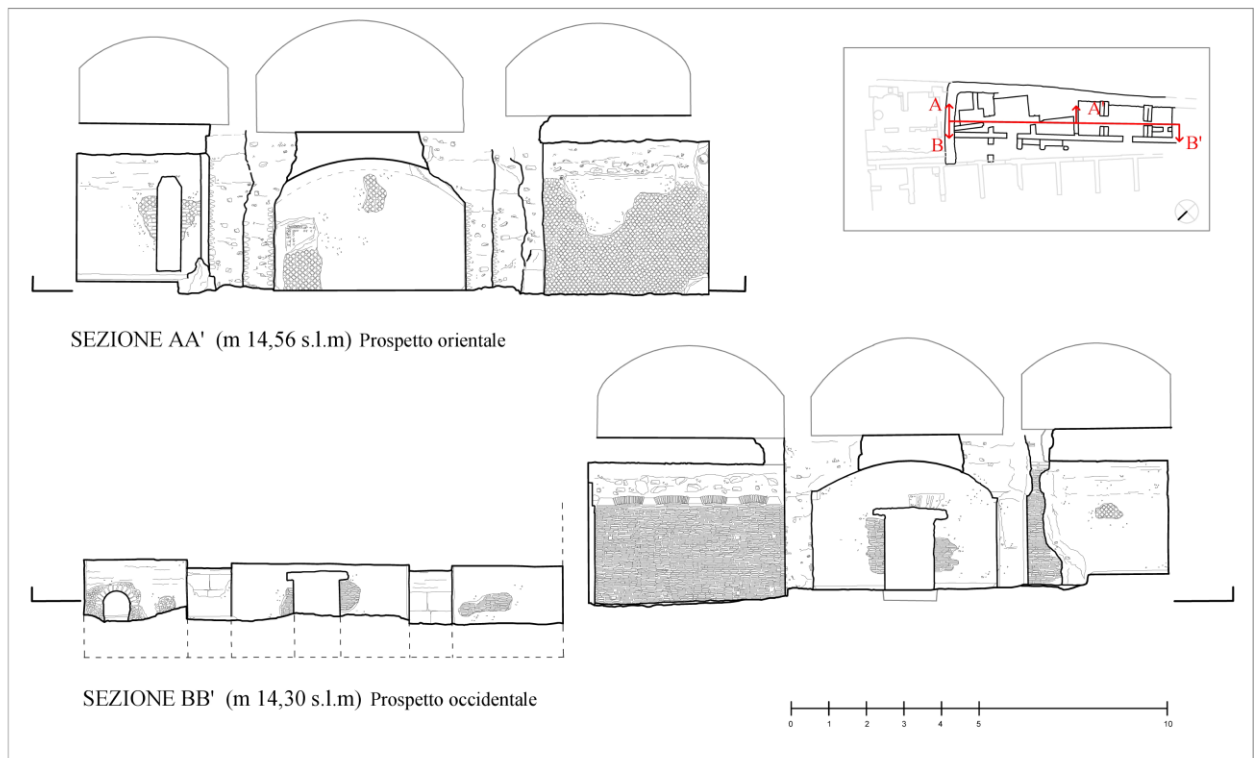 A
A'
B
B'
SEZIONE AA' (m 14,56 s.l.m) Prospetto orientale
SEZIONE BB' (m 14,30 s.l.m) Prospetto occidentale
0 1 2 3 4 5 10